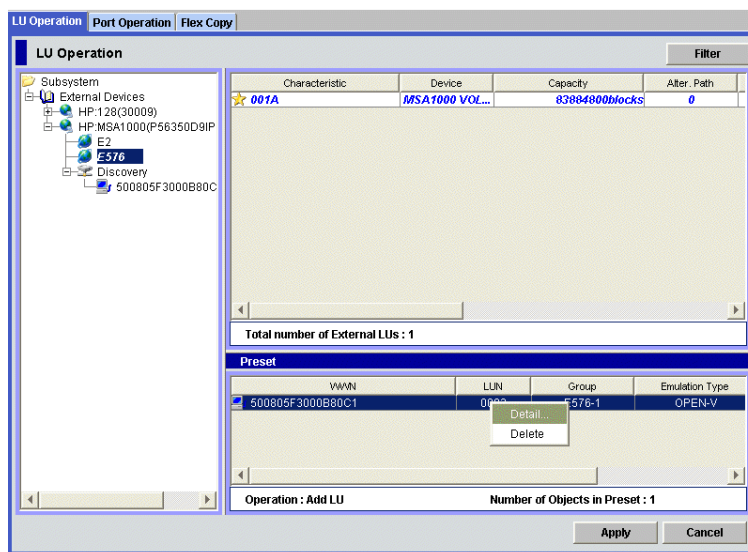 LU Operation Port Operation Flex Copy
LU Operation Filter
Subsystem
External Devices
HP:128(30009)
HP:MSA1000(P56350D9IP
E2
E576
Discovery
500805F3000B80C
Characteristic Device Capacity Alter. Path
001A MSA1000 VOL... 83884800blocks 0
Total number of External LUs : 1
Preset
WWN LUN Group Emulation Type
500805F3000B80C1 E576-1 OPEN-V
Detail...
Delete
Operation : Add LU Number of Objects in Preset : 1
Apply Cancel